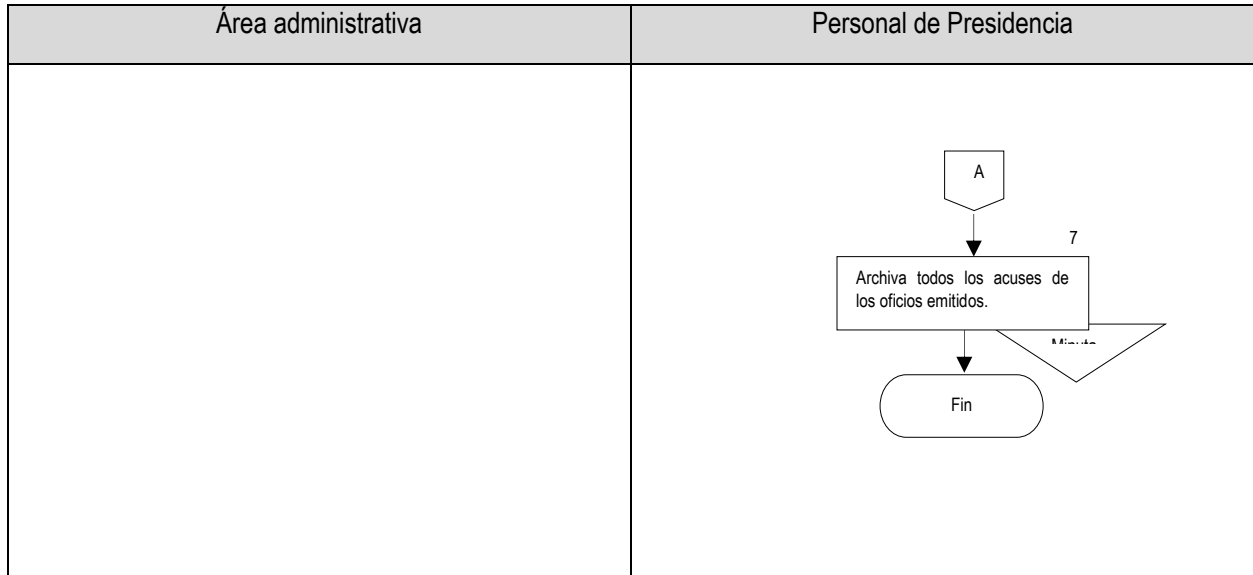 Área administrativa
Personal de Presidencia
A
7
Archiva todos los acuses de
los oficios emitidos.
Fin